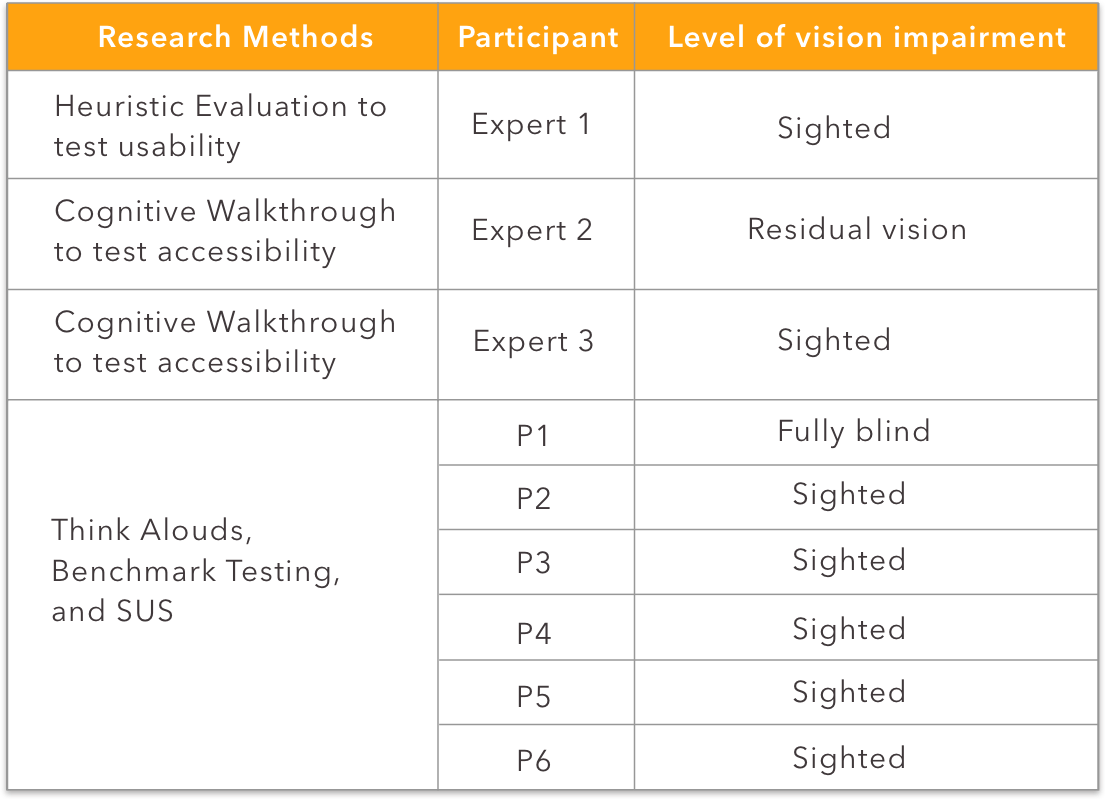 Research Methods Participant Level of vision impairment
Heuristic Evaluation to
test usability
Expert 1
Sighted
Cognitive Walkthrough
to test accessibility
Expert 2
Residual vision
Cognitive Walkthrough
to test accessibility
Expert 3
Sighted
Think Alouds,
Benchmark Testing,
and SUS
P1 Fully blind
P2 Sighted
P3 Sighted
P4 Sighted
P5 Sighted
P6 Sighted